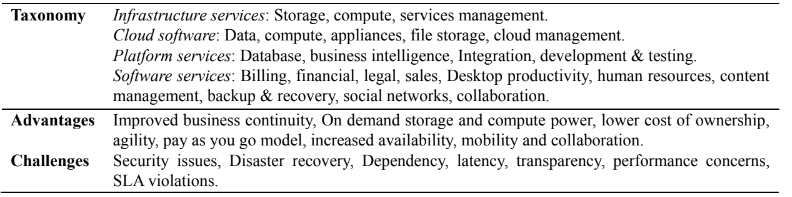 Taxonomy Infrastructure services: Storage, compute, services management.
Cloud software: Data, compute, appliances, file storage, cloud management.
Platform services: Database, business intelligence, Integration, development & testing.
Software services: Billing, financial, legal, sales, Desktop productivity, human resources, content
management, backup & recovery, social networks, collaboration.
Advantages Improved business continuity, On demand storage and compute power, lower cost of ownership,
agility, pay as you go model, increased availability, mobility and collaboration.
Challenges Security issues, Disaster recovery, Dependency, latency, transparency, performance concerns,
SLA violations.